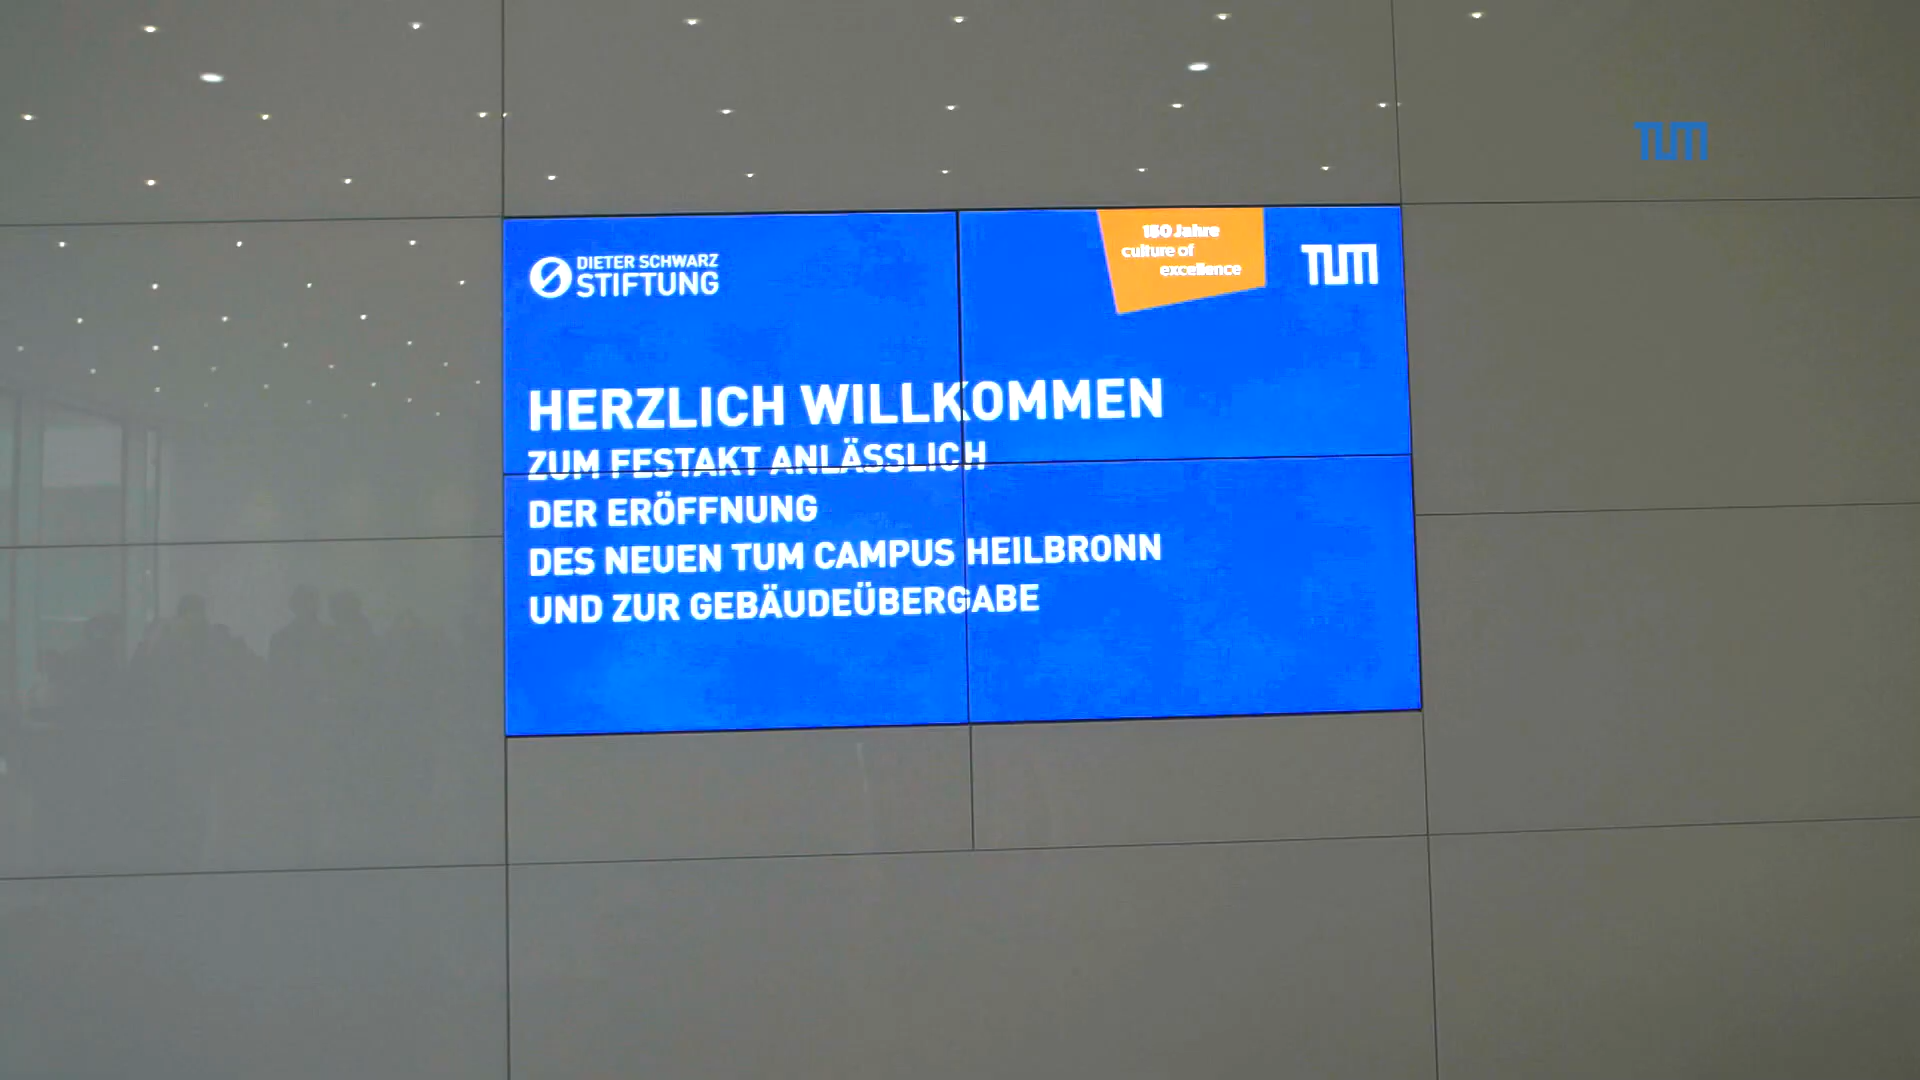 TUM
DIETER SCHWARZ
STIFTUNG
150 Jahre
culture of
excellence
TUM
HERZLICH WILLKOMMEN
ZUM FESTAKT ANLÄSSLICH
DER ERÖFFNUNG
DES NEUEN TUM CAMPUS HEILBRONN
UND ZUR GEBÄUDEÜBERGABE